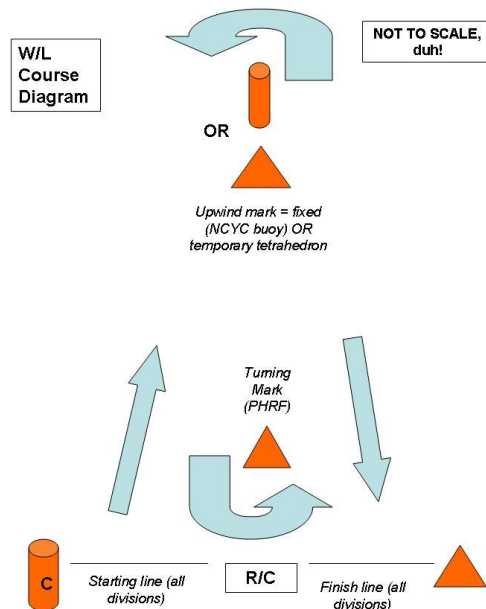 W/L
Course
Diagram
NOT TO SCALE,
duh!
OR
Upwind mark = fixed
(NCYC buoy) OR
temporary tetrahedron
Turning
Mark
(PHRF)
C
Starting line (all
divisions)
R/C
Finish line (all
divisions)